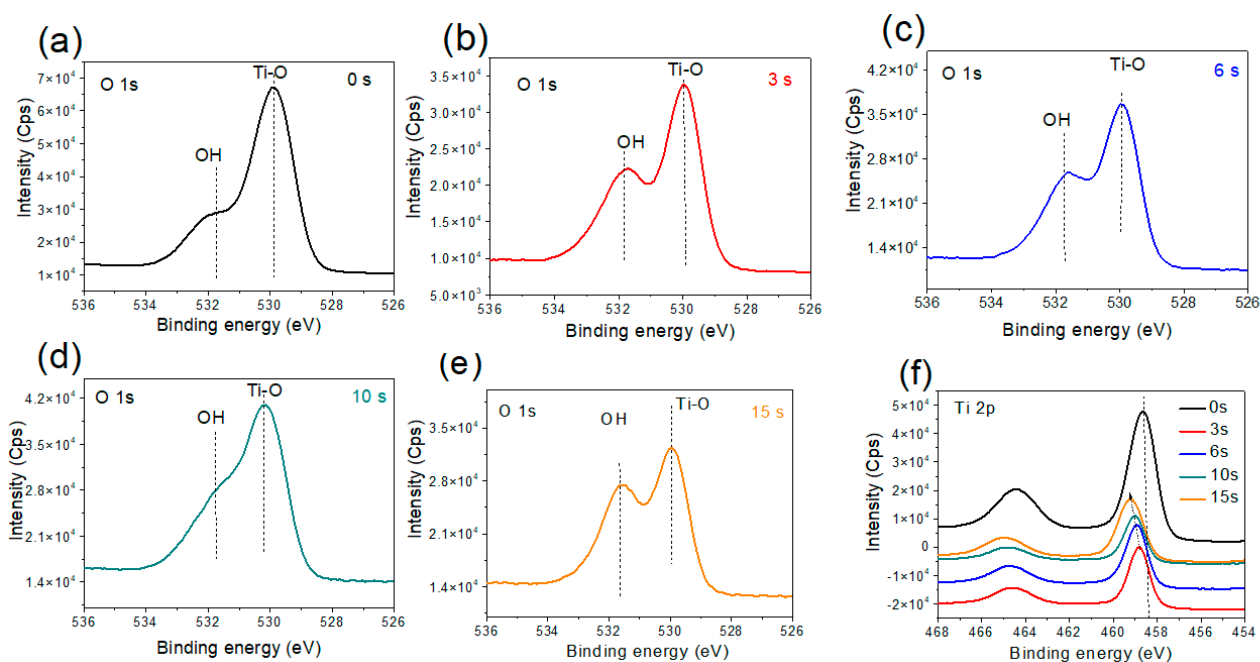 (a)
O 1s
Ti-O
0 s
OH
7×10⁴
6×10⁴
5×10⁴
4×10⁴
3×10⁴
2×10⁴
1×10⁴
Intensity (Cps)
536 534 532 530 528 526
Binding energy (eV)
(b)
O 1s
Ti-O
3 s
OH
3.5×10⁴
3.0×10⁴
2.5×10⁴
2.0×10⁴
1.5×10⁴
1.0×10⁴
5.0×10³
Intensity (Cps)
536 534 532 530 528 526
Binding energy (eV)
(c)
O 1s
Ti-O
6 s
OH
4.2×10⁴
3.5×10⁴
2.8×10⁴
2.1×10⁴
1.4×10⁴
Intensity (Cps)
536 534 532 530 528 526
Binding energy (eV)
(d)
O 1s
Ti-O
10 s
OH
4.2×10⁴
3.5×10⁴
2.8×10⁴
2.1×10⁴
1.4×10⁴
Intensity (Cps)
536 534 532 530 528 526
Binding energy (eV)
(e)
O 1s
OH
Ti-O
15 s
3.5×10⁴
2.8×10⁴
2.1×10⁴
1.4×10⁴
Intensity (Cps)
536 534 532 530 528 526
Binding energy (eV)
(f)
Ti 2p
0s
3s
6s
10s
15s
5×10⁴
4×10⁴
3×10⁴
2×10⁴
1×10⁴
0
-1×10⁴
-2×10⁴
Intensity (Cps)
468 466 464 462 460 458 456 454
Binding energy (eV)